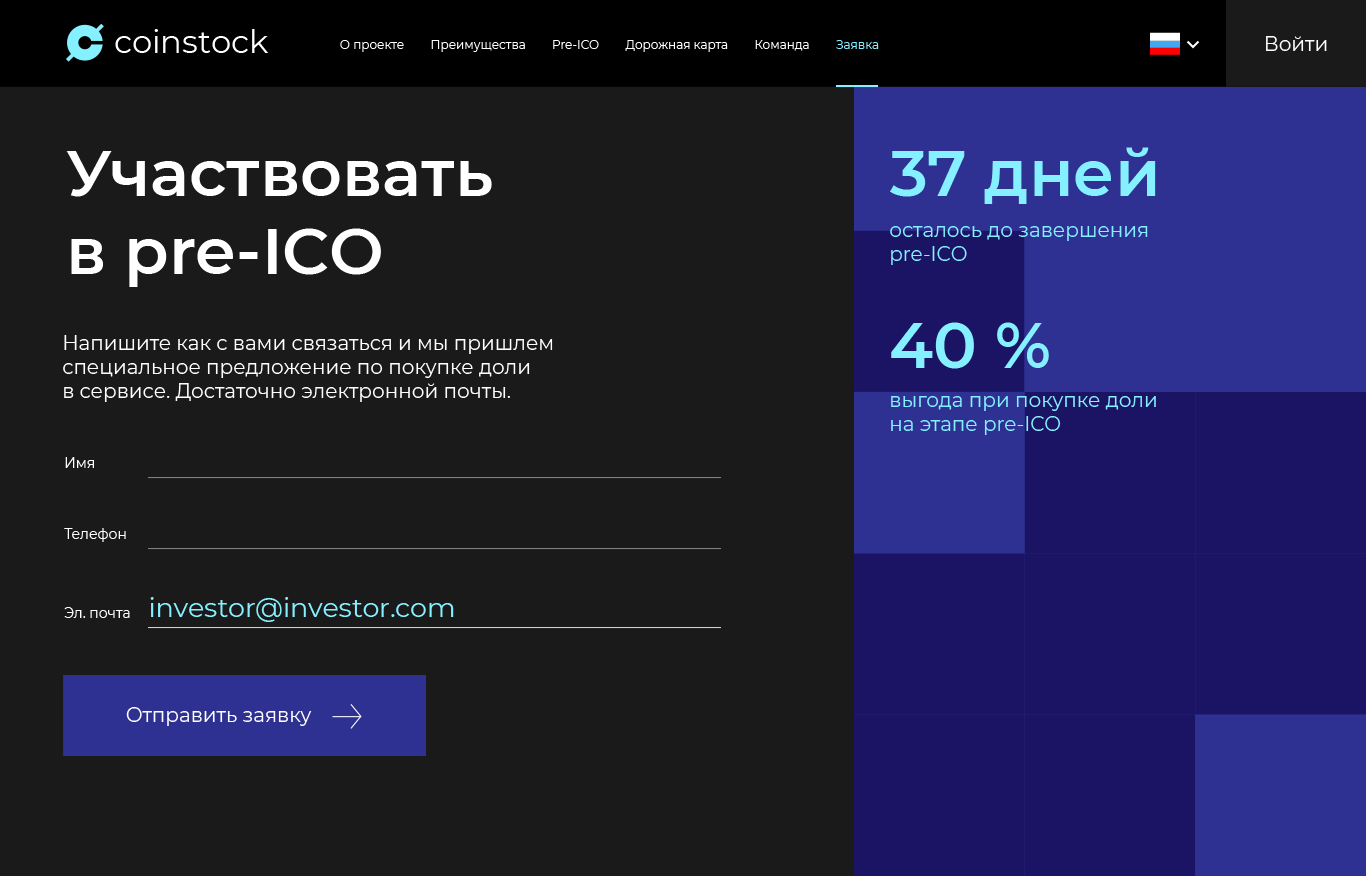 coinstock
О проекте
Преимущества
Pre-ICO
Дорожная карта
Команда
Заявка
Войти
Участвовать
в pre-ICO
Напишите как с вами связаться и мы пришлем
специальное предложение по покупке доли
в сервисе. Достаточно электронной почты.
Имя
Телефон
Эл. почта investor@investor.com
Отправить заявку
37 дней
осталось до завершения
pre-ICO
40 %
выгода при покупке доли
на этапе pre-ICO